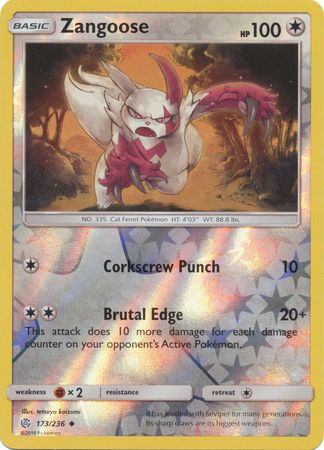 BASIC Zangoose HP 100
NO. 335 Cat Ferret Pokémon HT: 4'03" WT: 88.8 lbs.
Corkscrew Punch 10
Brutal Edge 20+
This attack does 10 more damage for each damage
counter on your opponent's Active Pokémon.
weakness × 2 resistance retreat
Illus. tetsuya koizumi
It has feuded with Seviper for many generations.
173/236
Its sharp claws are its biggest weapons.
©2019 Pokémon